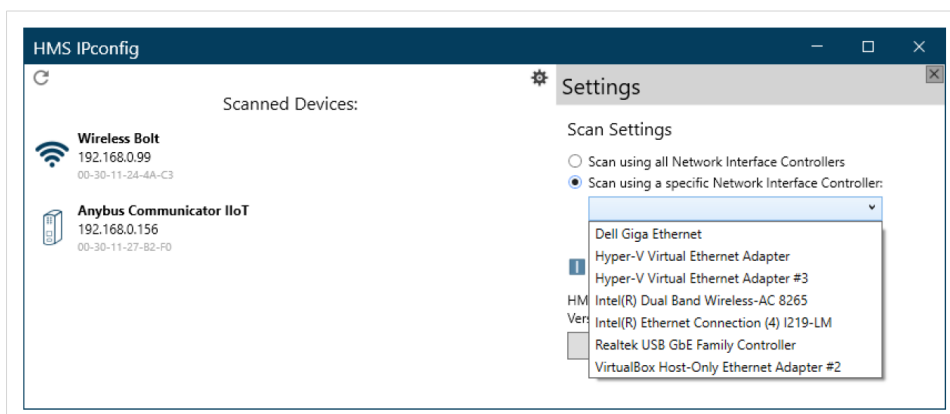 HMS IPconfig
Scanned Devices:
Wireless Bolt
192.168.0.99
00-30-11-24-4A-C3
Anybus Communicator IIoT
192.168.0.156
00-30-11-27-B2-F0
Settings
Scan Settings
Scan using all Network Interface Controllers
Scan using a specific Network Interface Controller:
Dell Giga Ethernet
Hyper-V Virtual Ethernet Adapter
Hyper-V Virtual Ethernet Adapter #3
HM
Intel(R) Dual Band Wireless-AC 8265
Ver
Intel(R) Ethernet Connection (4) I219-LM
Realtek USB GbE Family Controller
VirtualBox Host-Only Ethernet Adapter #2